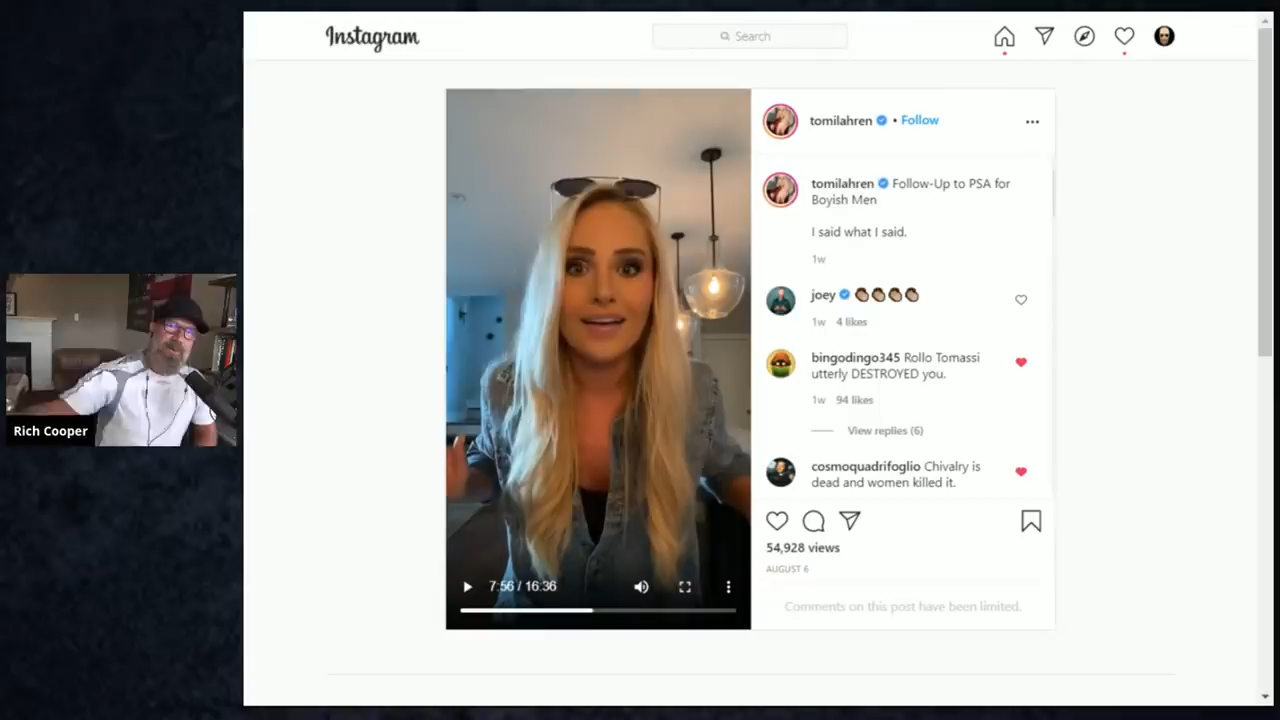 Instagram
Search
tomilahren • Follow
tomilahren Follow-Up to PSA for
Boyish Men
I said what I said.
1w
joey
1w 4 likes
bingodingo345 Rollo Tomassi
utterly DESTROYED you.
1w 94 likes
View replies (6)
cosmoquadrifoglio Chivalry is
dead and women killed it.
54,928 views
AUGUST 6
Comments on this post have been limited.
7:56 / 16:36
Rich Cooper